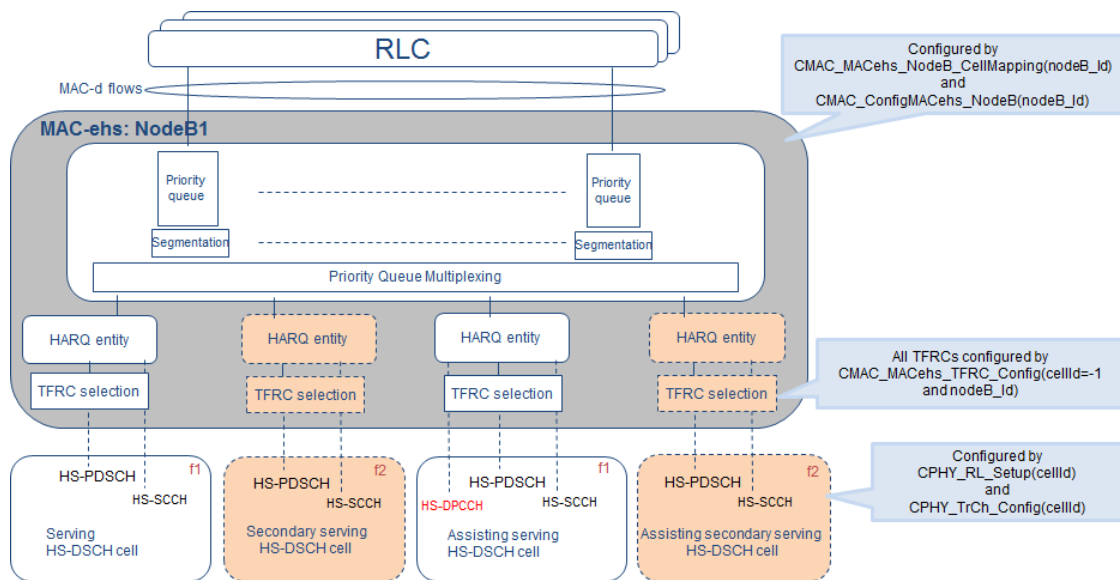 RLC
MAC-d flows
Configured by
CMAC_MACehs_NodeB_CellMapping(nodeB_Id)
and
CMAC_ConfigMACehs_NodeB(nodeB_Id)
MAC-ehs: NodeB1
Priority
queue
Priority
queue
Segmentation
Segmentation
Priority Queue Multiplexing
HARQ entity
HARQ entity
HARQ entity
HARQ entity
TFRC selection
TFRC selection
TFRC selection
TFRC selection
All TFRCs configured by
CMAC_MACehs_TFRC_Config(cellId=-1
and nodeB_Id)
f1
HS-PDSCH
HS-SCCH
Serving
HS-DSCH cell
f2
HS-PDSCH
HS-SCCH
Secondary serving
HS-DSCH cell
f1
HS-PDSCH
HS-DPCCH
HS-SCCH
Assisting serving
HS-DSCH cell
f2
HS-PDSCH
HS-SCCH
Assisting secondary serving
HS-DSCH cell
Configured by
CPHY_RL_Setup(cellId)
and
CPHY_TrCh_Config(cellId)